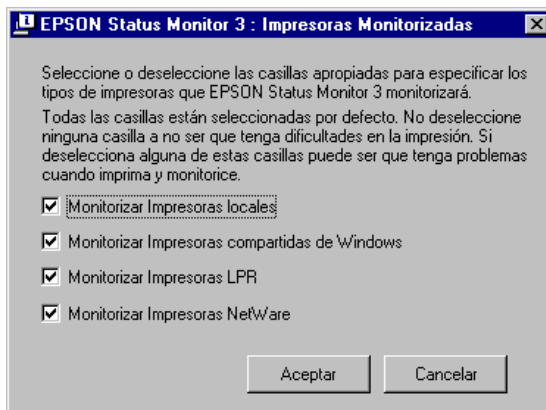 EPSON Status Monitor 3 : Impresoras Monitorizadas
Seleccione o deseleccione las casillas apropiadas para especificar los
tipos de impresoras que EPSON Status Monitor 3 monitorizará.
Todas las casillas están seleccionadas por defecto. No deseleccione
ninguna casilla a no ser que tenga dificultades en la impresión. Si
deselecciona alguna de estas casillas puede ser que tenga problemas
cuando imprima y monitorice.
Monitorizar Impresoras locales
Monitorizar Impresoras compartidas de Windows
Monitorizar Impresoras LPR
Monitorizar Impresoras NetWare
Aceptar Cancelar